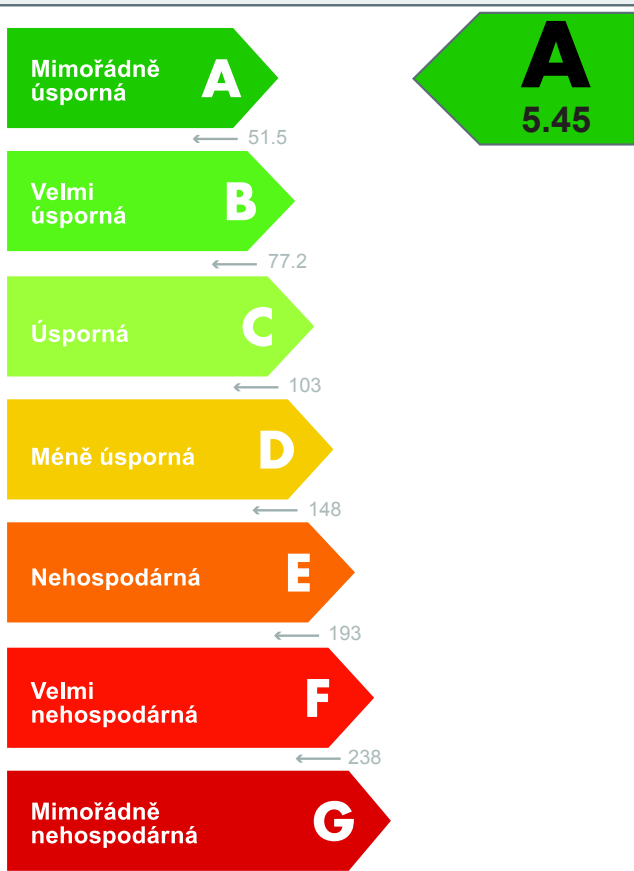 Mimořádně
úsporná
A
51.5
Velmi
úsporná
B
77.2
Úsporná
C
103
Méně úsporná
D
148
Nehospodárná
E
193
Velmi
nehospodárná
F
238
Mimořádně
nehospodárná
G
A
5.45